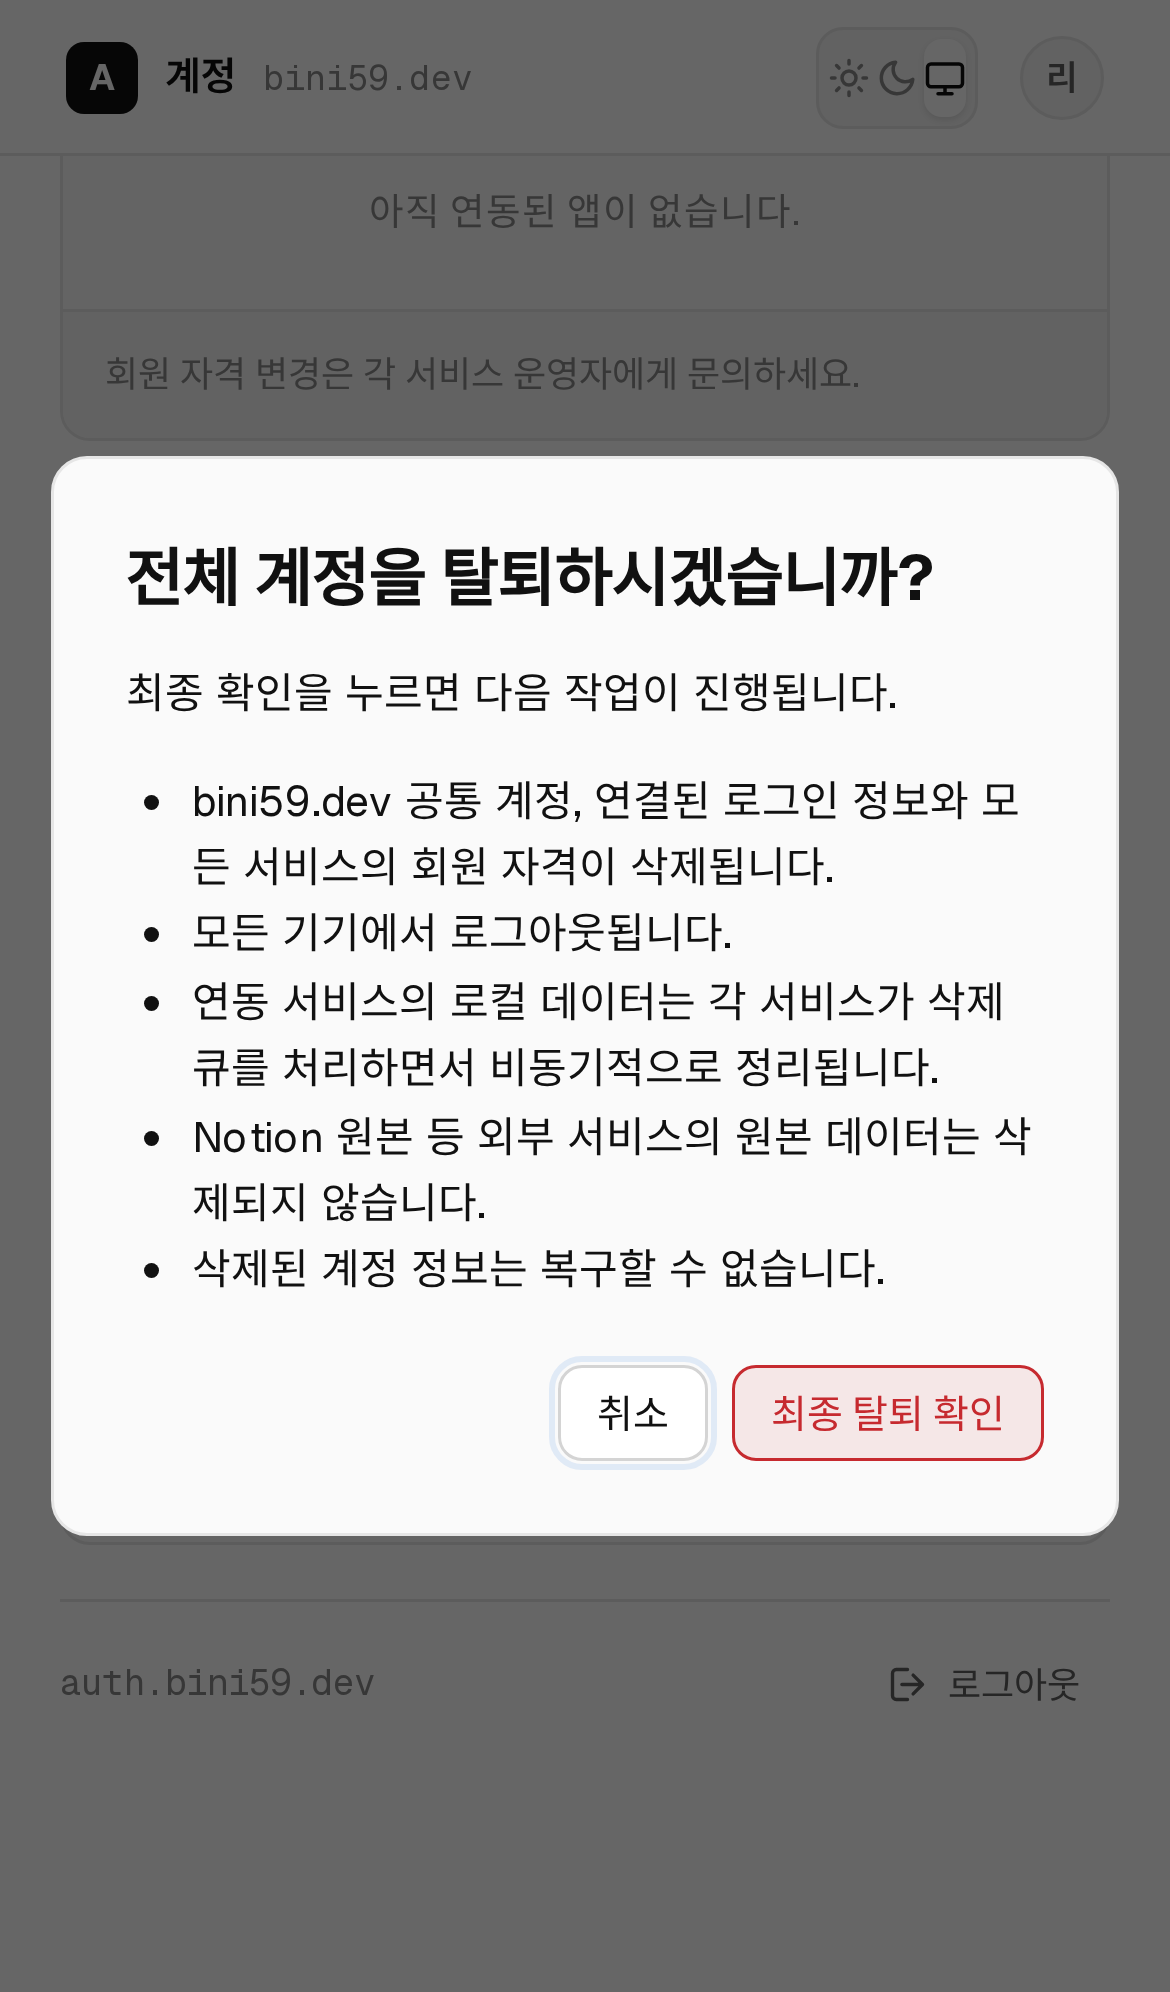 A 계정 bini59.dev 리
아직 연동된 앱이 없습니다.
회원 자격 변경은 각 서비스 운영자에게 문의하세요.
전체 계정을 탈퇴하시겠습니까?
최종 확인을 누르면 다음 작업이 진행됩니다.
• bini59.dev 공통 계정, 연결된 로그인 정보와 모
든 서비스의 회원 자격이 삭제됩니다.
• 모든 기기에서 로그아웃됩니다.
• 연동 서비스의 로컬 데이터는 각 서비스가 삭제
큐를 처리하면서 비동기적으로 정리됩니다.
• Notion 원본 등 외부 서비스의 원본 데이터는 삭
제되지 않습니다.
• 삭제된 계정 정보는 복구할 수 없습니다.
취소 최종 탈퇴 확인
auth.bini59.dev 로그아웃